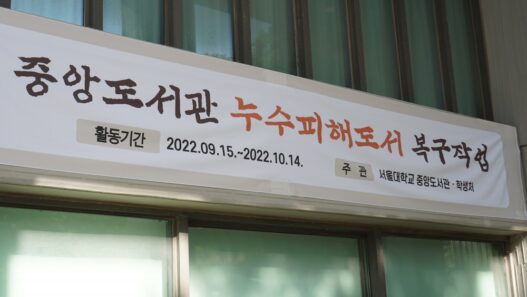 중앙도서관 누수피해도서 복구작업
활동기간 2022.09.15.~2022.10.14.
주 관 서울대학교 중앙도서관·학생처